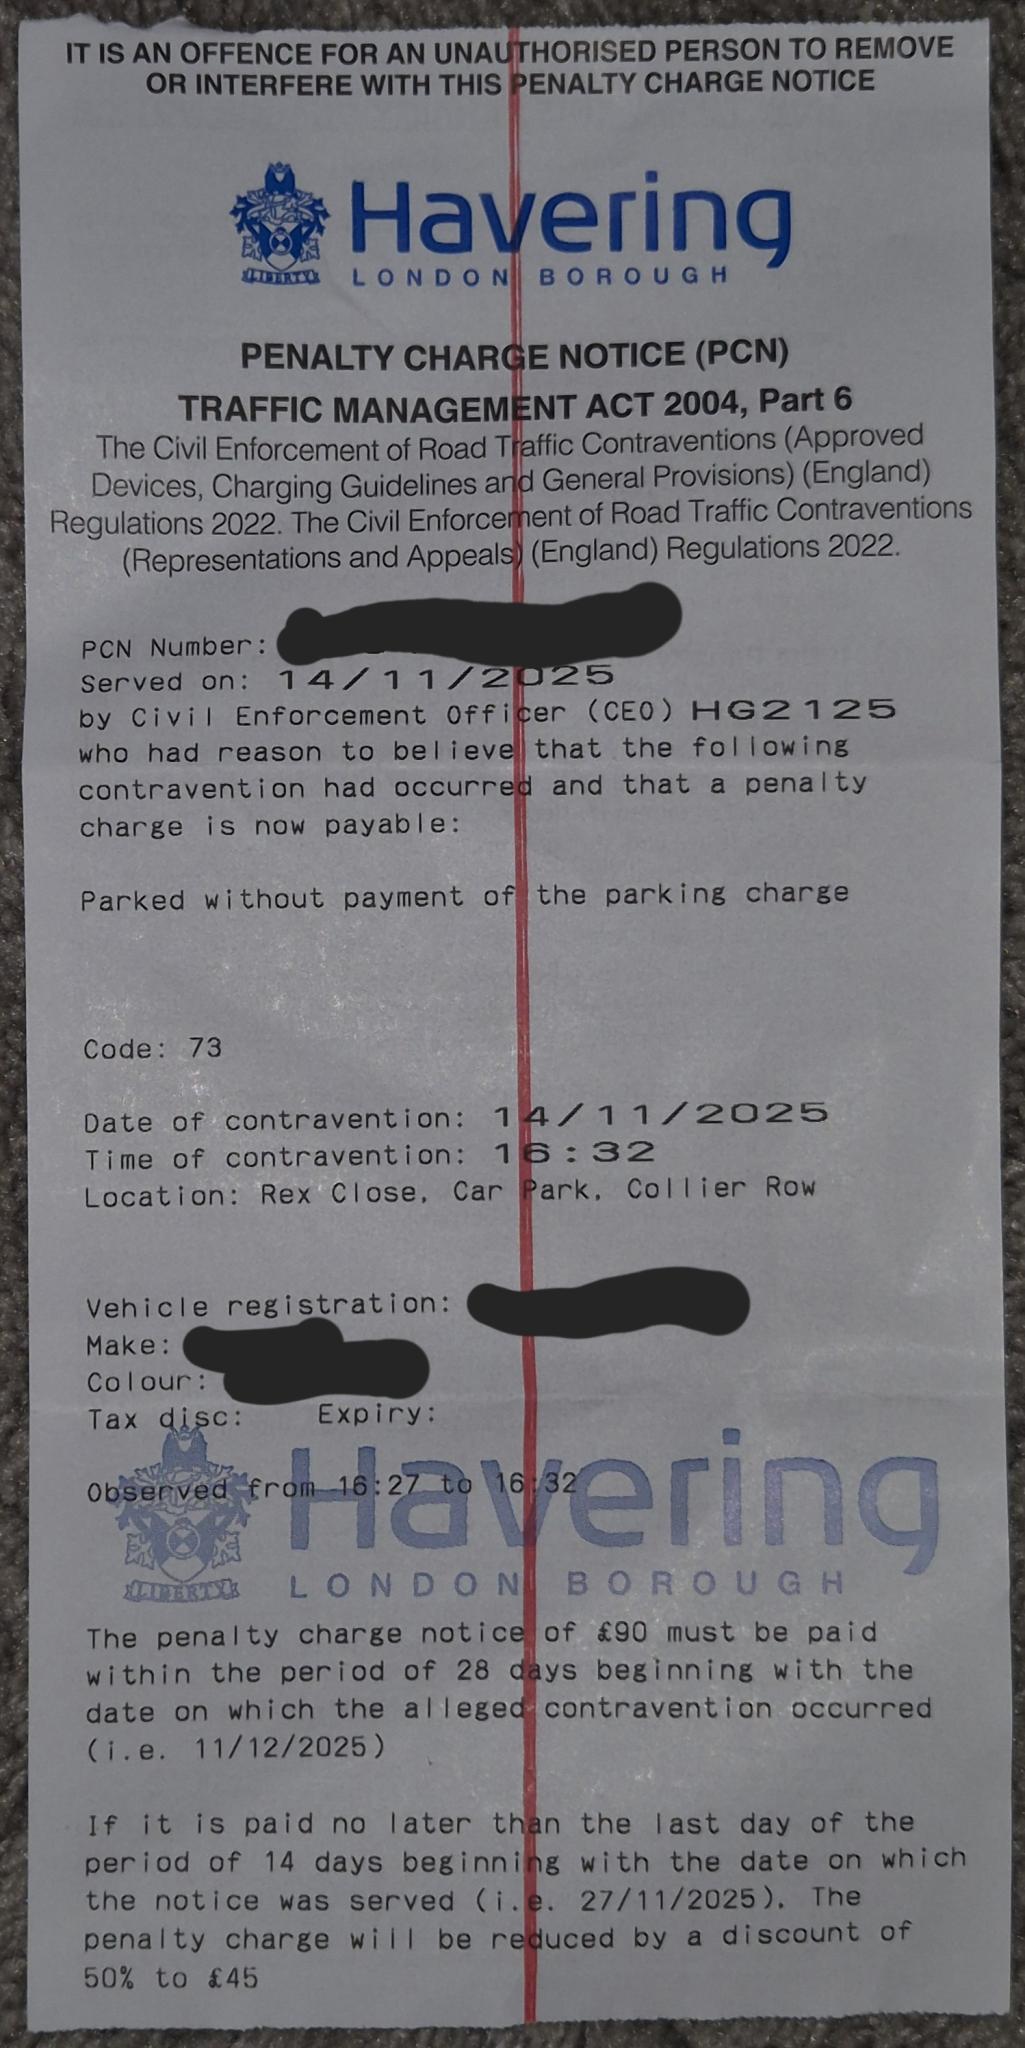 IT IS AN OFFENCE FOR AN UNAUTHORISED PERSON TO REMOVE
OR INTERFERE WITH THIS PENALTY CHARGE NOTICE
LIBERTY
Havering
LONDON BOROUGH
PENALTY CHARGE NOTICE (PCN)
TRAFFIC MANAGEMENT ACT 2004, Part 6
The Civil Enforcement of Road Traffic Contraventions (Approved
Devices, Charging Guidelines and General Provisions) (England)
Regulations 2022. The Civil Enforcement of Road Traffic Contraventions
(Representations and Appeals) (England) Regulations 2022.
PCN Number:
Served on: 14/11/2025
by Civil Enforcement Officer (CEO) HG2125
who had reason to believe that the following
contravention had occurred and that a penalty
charge is now payable:
Parked without payment of the parking charge
Code: 73
Date of contravention: 14/11/2025
Time of contravention: 16:32
Location: Rex Close, Car Park, Collier Row
Vehicle registration:
Make:
Colour:
Tax disc: Expiry:
Observed from 16:27 to 16:32
Havering
LIBERTY
LONDON BOROUGH
The penalty charge notice of £90 must be paid
within the period of 28 days beginning with the
date on which the alleged contravention occurred
(i.e. 11/12/2025)
If it is paid no later than the last day of the
period of 14 days beginning with the date on which
the notice was served (i.e. 27/11/2025). The
penalty charge will be reduced by a discount of
50% to £45